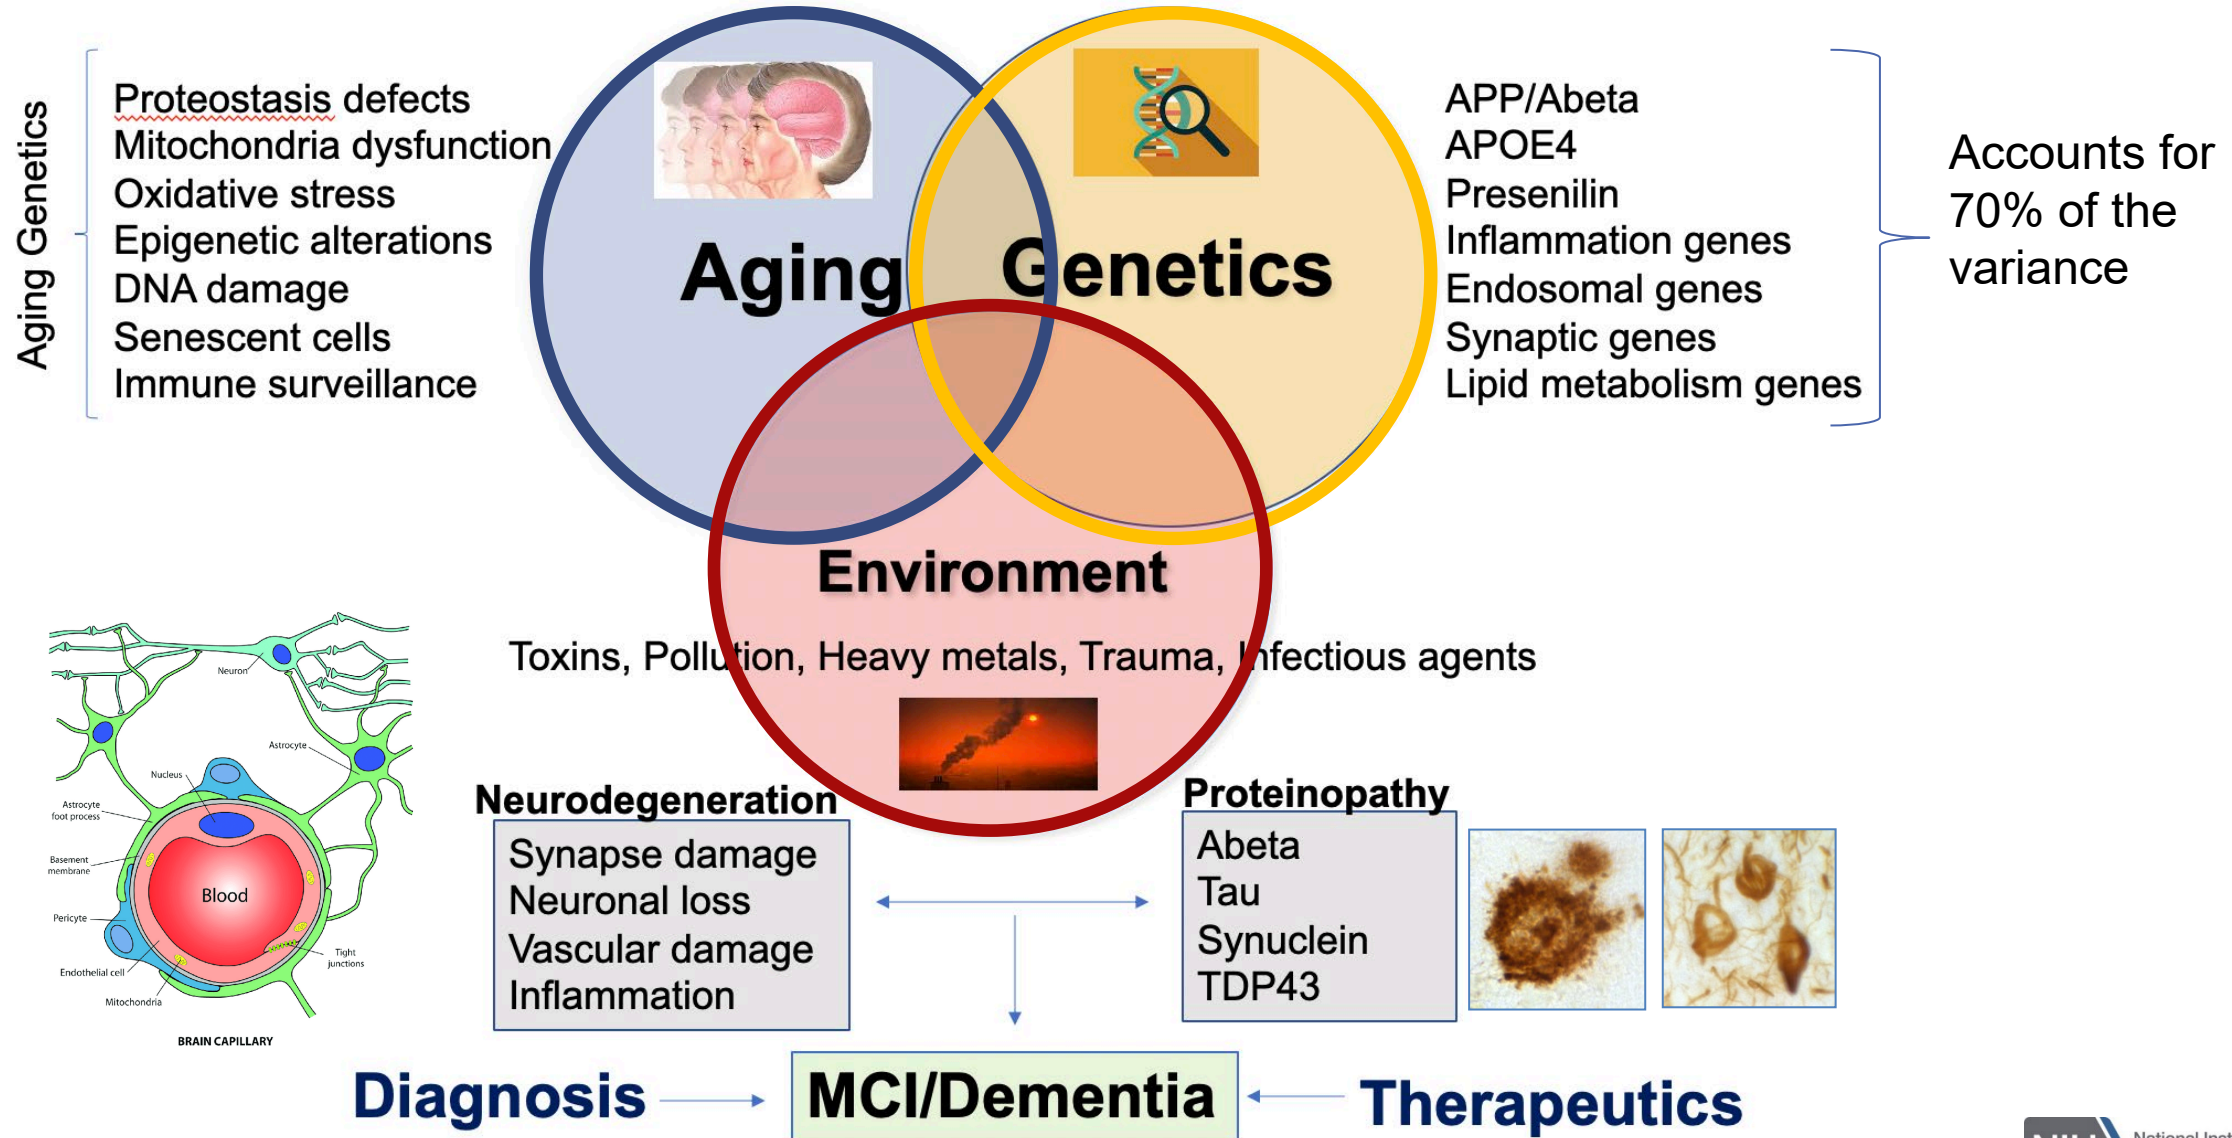 Aging Genetics
Proteostasis defects
Mitochondria dysfunction
Oxidative stress
Epigenetic alterations
DNA damage
Senescent cells
Immune surveillance
Aging
Genetics
APP/Abeta
APOE4
Presenilin
Inflammation genes
Endosomal genes
Synaptic genes
Lipid metabolism genes
Accounts for
70% of the
variance
Environment
Toxins, Pollution, Heavy metals, Trauma, Infectious agents
Neuron
Astrocyte
Nucleus
Astrocyte
foot process
Basement
membrane
Blood
Pericyte
Tight
junctions
Endothelial cell
Mitochondria
BRAIN CAPILLARY
Neurodegeneration
Synapse damage
Neuronal loss
Vascular damage
Inflammation
Proteinopathy
Abeta
Tau
Synuclein
TDP43
Diagnosis
MCI/Dementia
Therapeutics